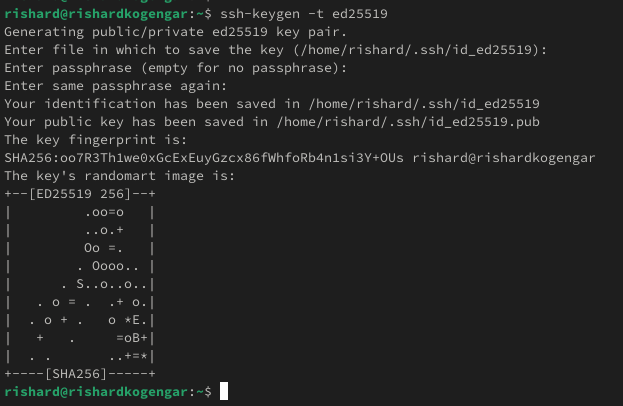 rishard@rishardkogengar:~$ ssh-keygen -t ed25519
Generating public/private ed25519 key pair.
Enter file in which to save the key (/home/rishard/.ssh/id_ed25519):
Enter passphrase (empty for no passphrase):
Enter same passphrase again:
Your identification has been saved in /home/rishard/.ssh/id_ed25519
Your public key has been saved in /home/rishard/.ssh/id_ed25519.pub
The key fingerprint is:
SHA256:oo7R3Th1we0xGcExEuyGzcx86fWhfoRb4n1si3Y+OUs rishard@rishardkogengar
The key's randomart image is:
+--[ED25519 256]--+
|         .oo=o   |
|         ..o.+   |
|         Oo =.   |
|        . Oooo.. |
|      . S..o..o..|
|   . o = .  .+ o.|
|  . o + .   o *E.|
|   +   .     =oB+|
|  . .       ..+=*|
+----[SHA256]-----+
rishard@rishardkogengar:~$